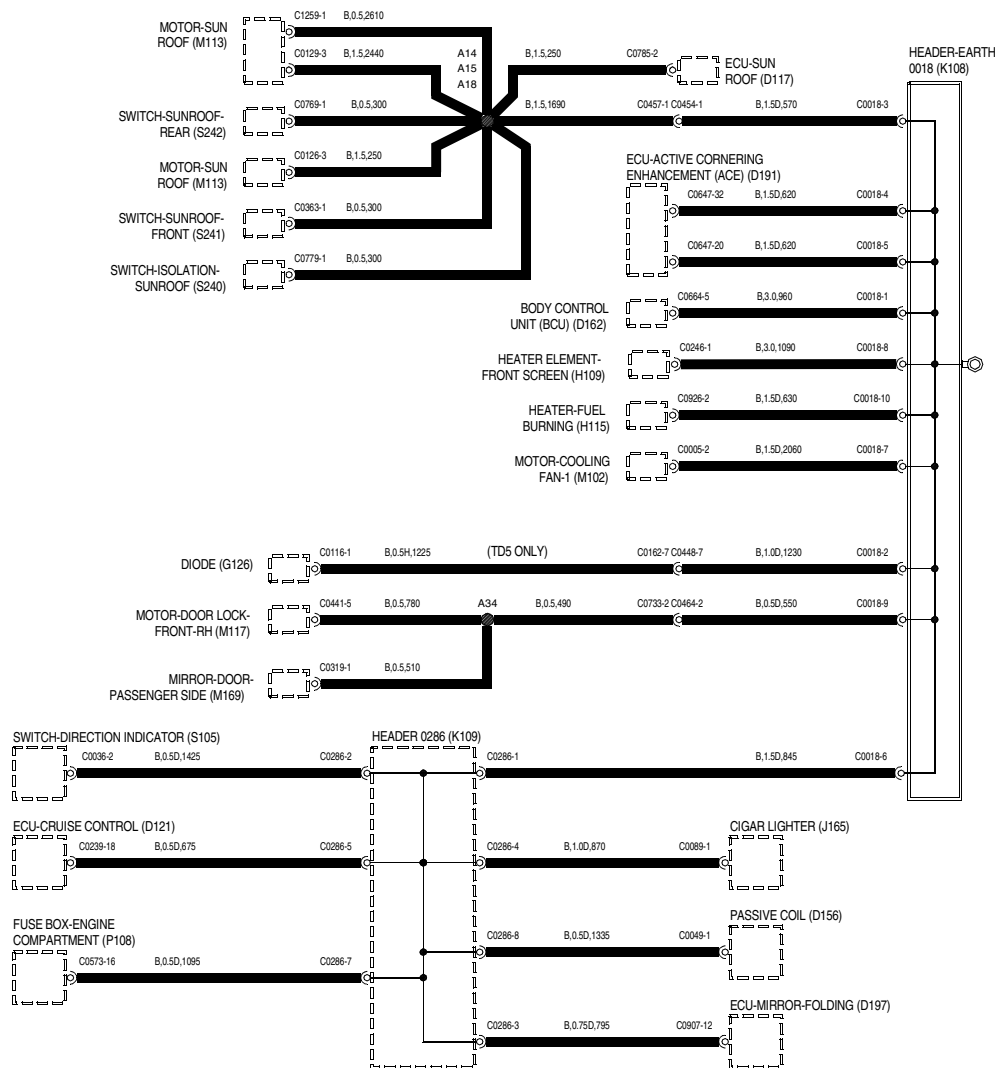 MOTOR-SUN
ROOF (M113)
C1259-1 B,0.5,2610
C0129-3 B,1.5,2440
A14
A15
A18
B,1.5,250 C0785-2
ECU-SUN
ROOF (D117)
HEADER-EARTH
0018 (K108)
SWITCH-SUNROOF-
REAR (S242)
C0769-1 B,0.5,300
B,1.5,1690 C0457-1 C0454-1 B,1.5D,570 C0018-3
MOTOR-SUN
ROOF (M113)
C0126-3 B,1.5,250
ECU-ACTIVE CORNERING
ENHANCEMENT (ACE) (D191)
C0647-32 B,1.5D,620 C0018-4
SWITCH-SUNROOF-
FRONT (S241)
C0363-1 B,0.5,300
C0647-20 B,1.5D,620 C0018-5
SWITCH-ISOLATION-
SUNROOF (S240)
C0779-1 B,0.5,300
BODY CONTROL
UNIT (BCU) (D162)
C0664-5 B,3.0,960 C0018-1
HEATER ELEMENT-
FRONT SCREEN (H109)
C0246-1 B,3.0,1090 C0018-8
HEATER-FUEL
BURNING (H115)
C0926-2 B,1.5D,630 C0018-10
MOTOR-COOLING
FAN-1 (M102)
C0005-2 B,1.5D,2060 C0018-7
DIODE (G126)
C0116-1 B,0.5H,1225 (TD5 ONLY) C0162-7 C0448-7 B,1.0D,1230 C0018-2
MOTOR-DOOR LOCK-
FRONT-RH (M117)
C0441-5 B,0.5,780 A34 B,0.5,490 C0733-2 C0464-2 B,0.5D,550 C0018-9
MIRROR-DOOR-
PASSENGER SIDE (M169)
C0319-1 B,0.5,510
SWITCH-DIRECTION INDICATOR (S105)
C0036-2 B,0.5D,1425 C0286-2
HEADER 0286 (K109)
C0286-1 B,1.5D,845 C0018-6
ECU-CRUISE CONTROL (D121)
C0239-18 B,0.5D,675 C0286-5
C0286-4 B,1.0D,870 C0089-1
CIGAR LIGHTER (J165)
FUSE BOX-ENGINE
COMPARTMENT (P108)
C0573-16 B,0.5D,1095 C0286-7
C0286-8 B,0.5D,1335 C0049-1
PASSIVE COIL (D156)
C0286-3 B,0.75D,795 C0907-12
ECU-MIRROR-FOLDING (D197)